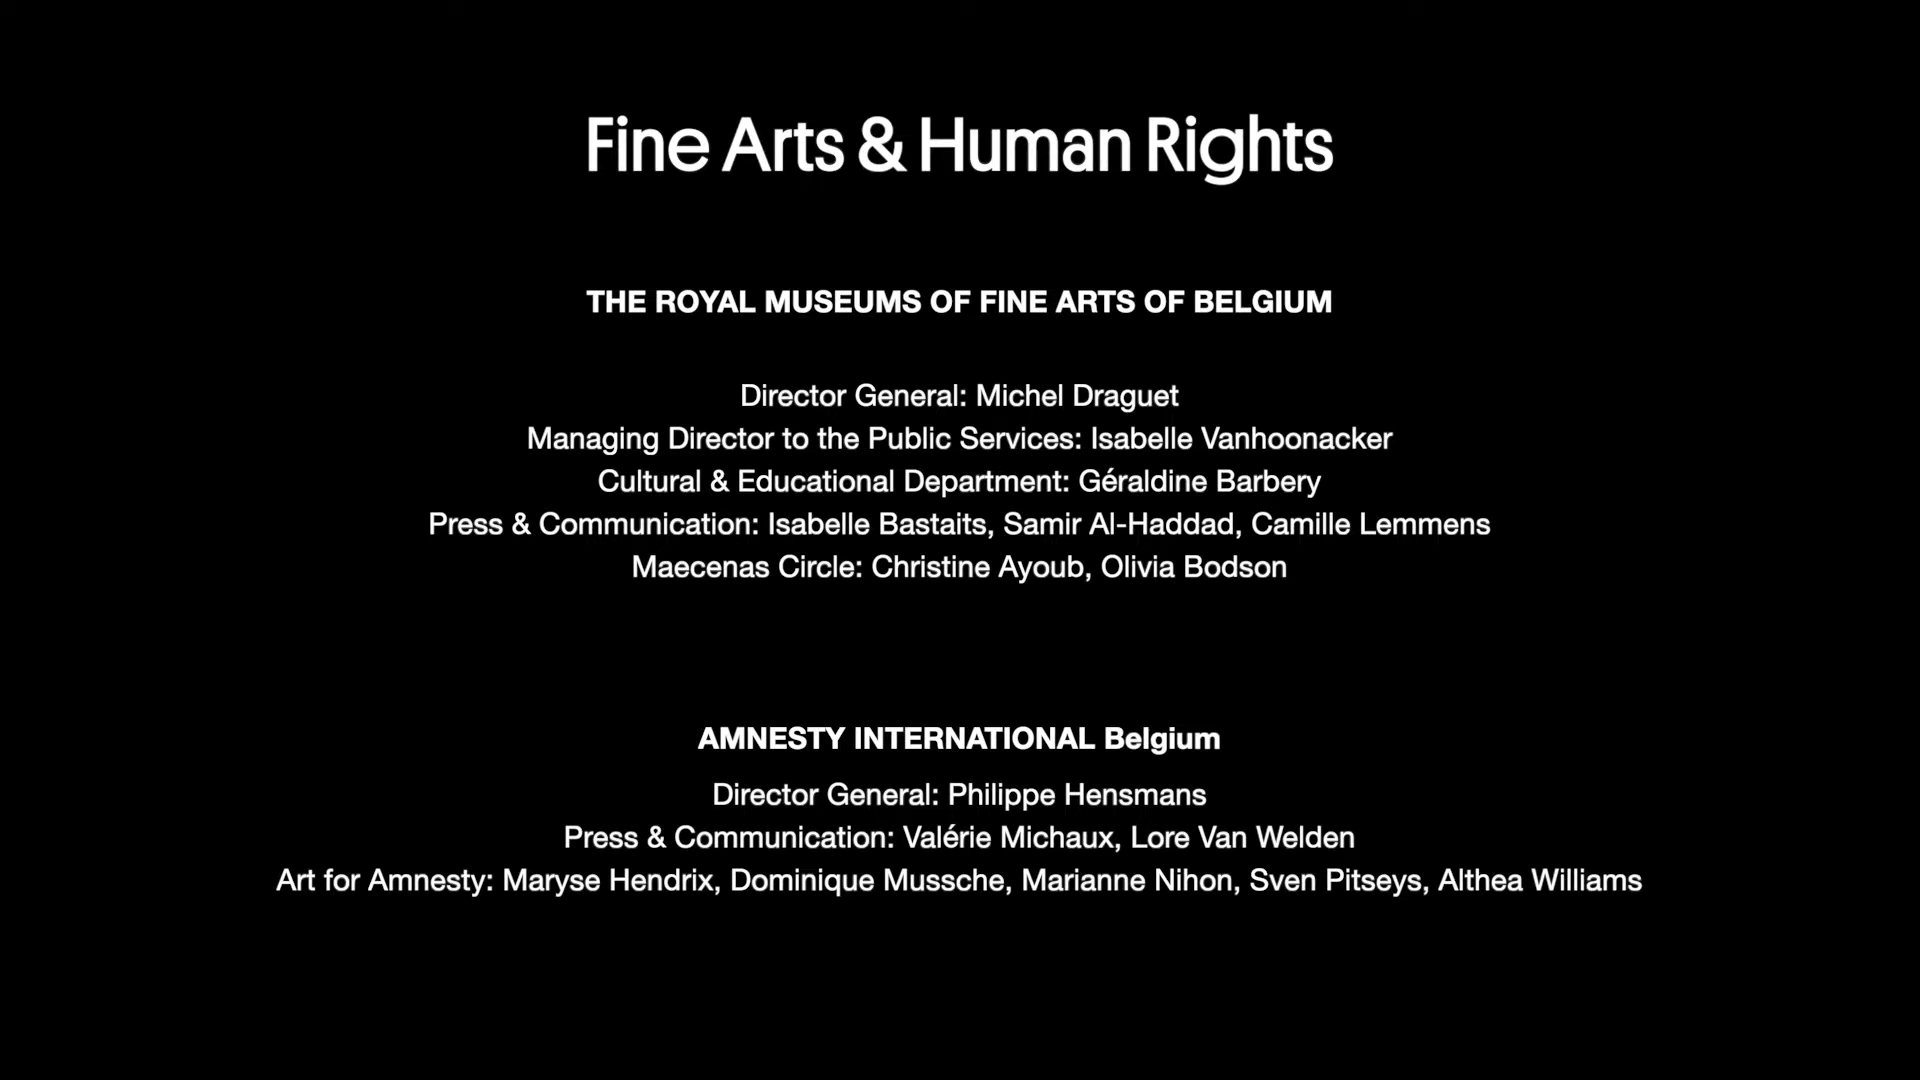 Fine Arts & Human Rights
THE ROYAL MUSEUMS OF FINE ARTS OF BELGIUM
Director General: Michel Draguet
Managing Director to the Public Services: Isabelle Vanhoonacker
Cultural & Educational Department: Géraldine Barbery
Press & Communication: Isabelle Bastaits, Samir Al-Haddad, Camille Lemmens
Maecenas Circle: Christine Ayoub, Olivia Bodson
AMNESTY INTERNATIONAL Belgium
Director General: Philippe Hensmans
Press & Communication: Valérie Michaux, Lore Van Welden
Art for Amnesty: Maryse Hendrix, Dominique Mussche, Marianne Nihon, Sven Pitseys, Althea Williams